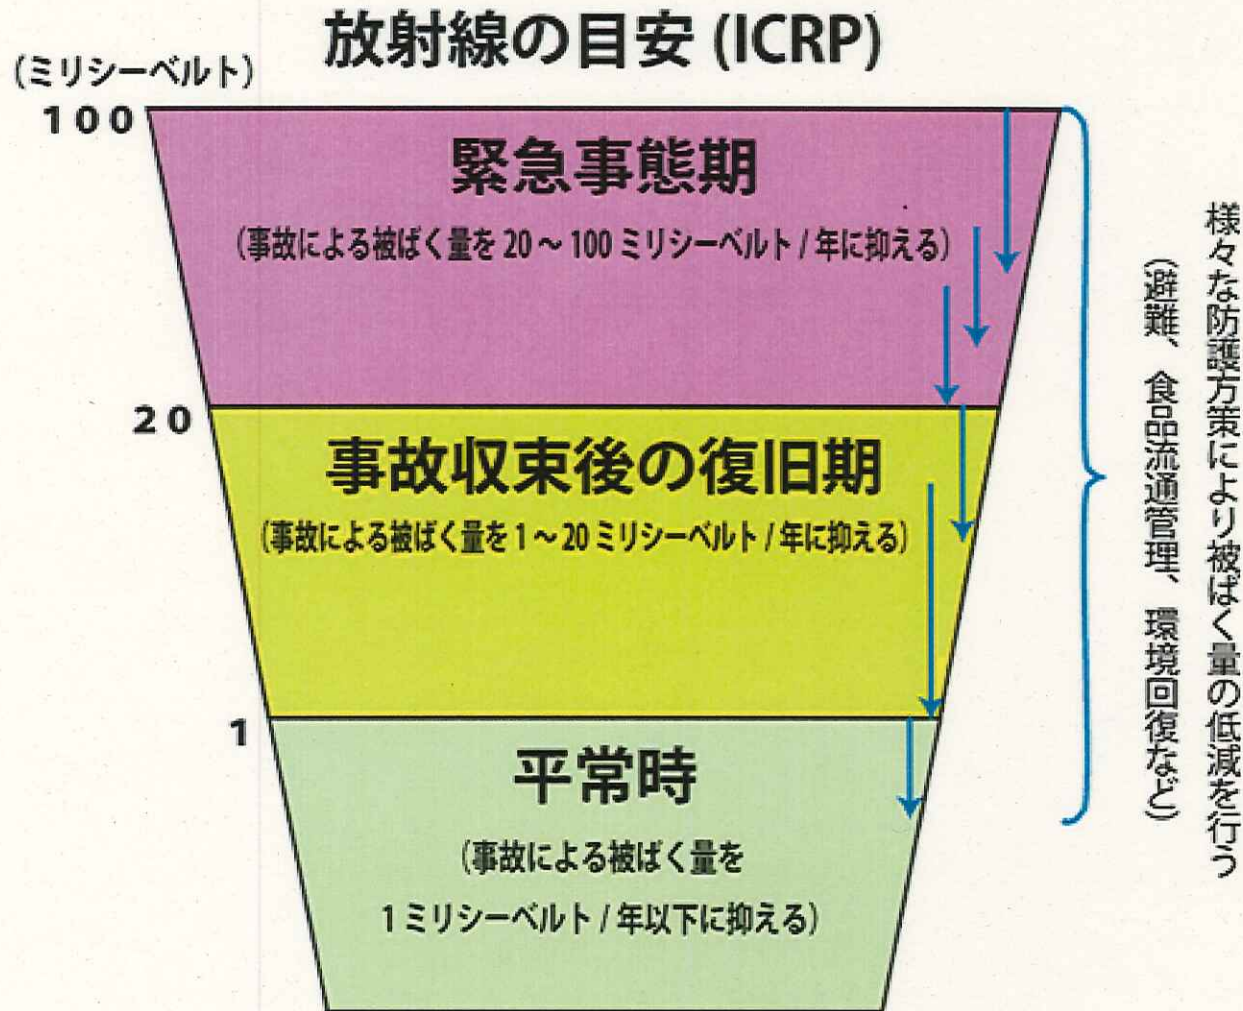 放射線の目安 (ICRP)
(ミリシーベルト)
100
緊急事態期
(事故による被ばく量を 20 ～ 100 ミリシーベルト / 年に抑える)
20
事故収束後の復旧期
(事故による被ばく量を 1 ～ 20 ミリシーベルト / 年に抑える)
1
平常時
(事故による被ばく量を
1 ミリシーベルト / 年以下に抑える)
様々な防護方策により被ばく量の低減を行う
(避難、食品流通管理、環境回復など)